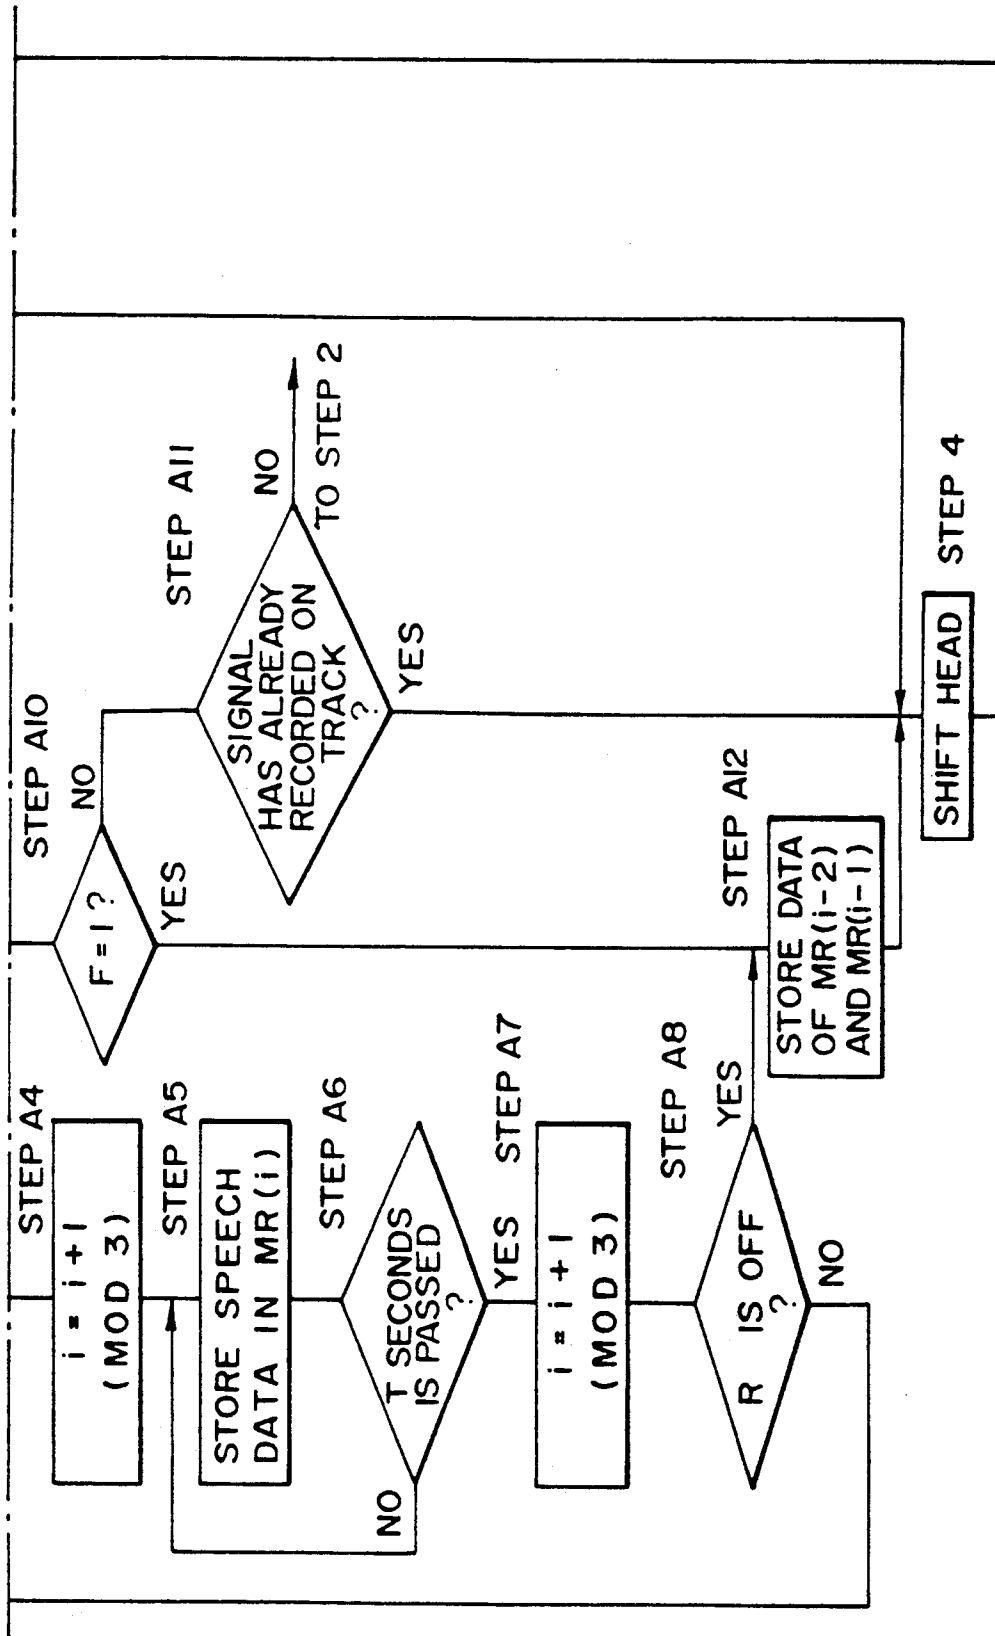 STEP A4
i = i + 1
(MOD 3)
STEP A5
STORE SPEECH
DATA IN MR(i)
STEP A6
T SECONDS
IS PASSED
?
NO
YES
STEP A7
i = i + 1
(MOD 3)
STEP A8
R IS OFF
?
YES
NO
STEP A10
F=1?
NO
YES
STEP A11
SIGNAL
HAS ALREADY
RECORDED ON
TRACK
?
NO
TO STEP 2
YES
STEP A12
STORE DATA
OF MR(i-2)
AND MR(i-1)
SHIFT HEAD
STEP 4